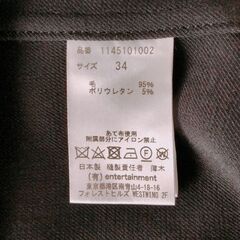 品番 1145101002
サイズ 34
毛 95%
ポリウレタン 5%
あて布使用
附属部分にアイロン禁止
日本製 縫製責任者 薄木
(有) entertainment
東京都港区南青山4-18-16
フォレストヒルズ WESTWING 2F